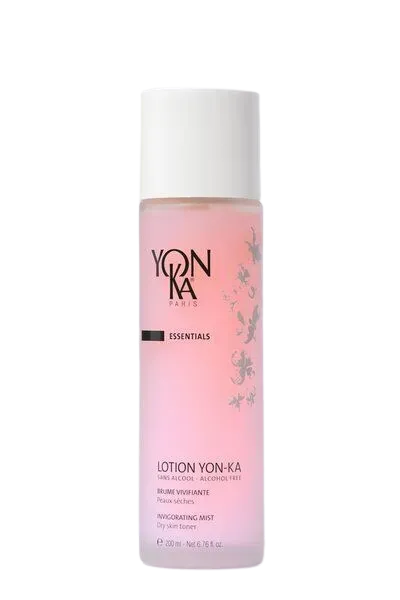 YON
KA®
PARIS
ESSENTIALS
LOTION YON-KA
SANS ALCOOL - ALCOHOL FREE
BRUME VIVIFIANTE
Peaux sèches
INVIGORATING MIST
Dry skin toner
℮ 200 ml - Net 6.76 fl. oz.